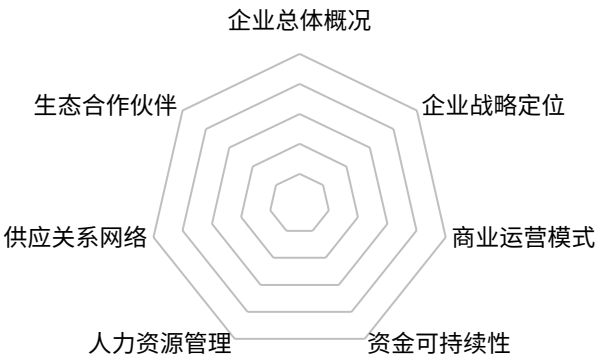 企业总体概况
生态合作伙伴
企业战略定位
供应关系网络
商业运营模式
人力资源管理
资金可持续性